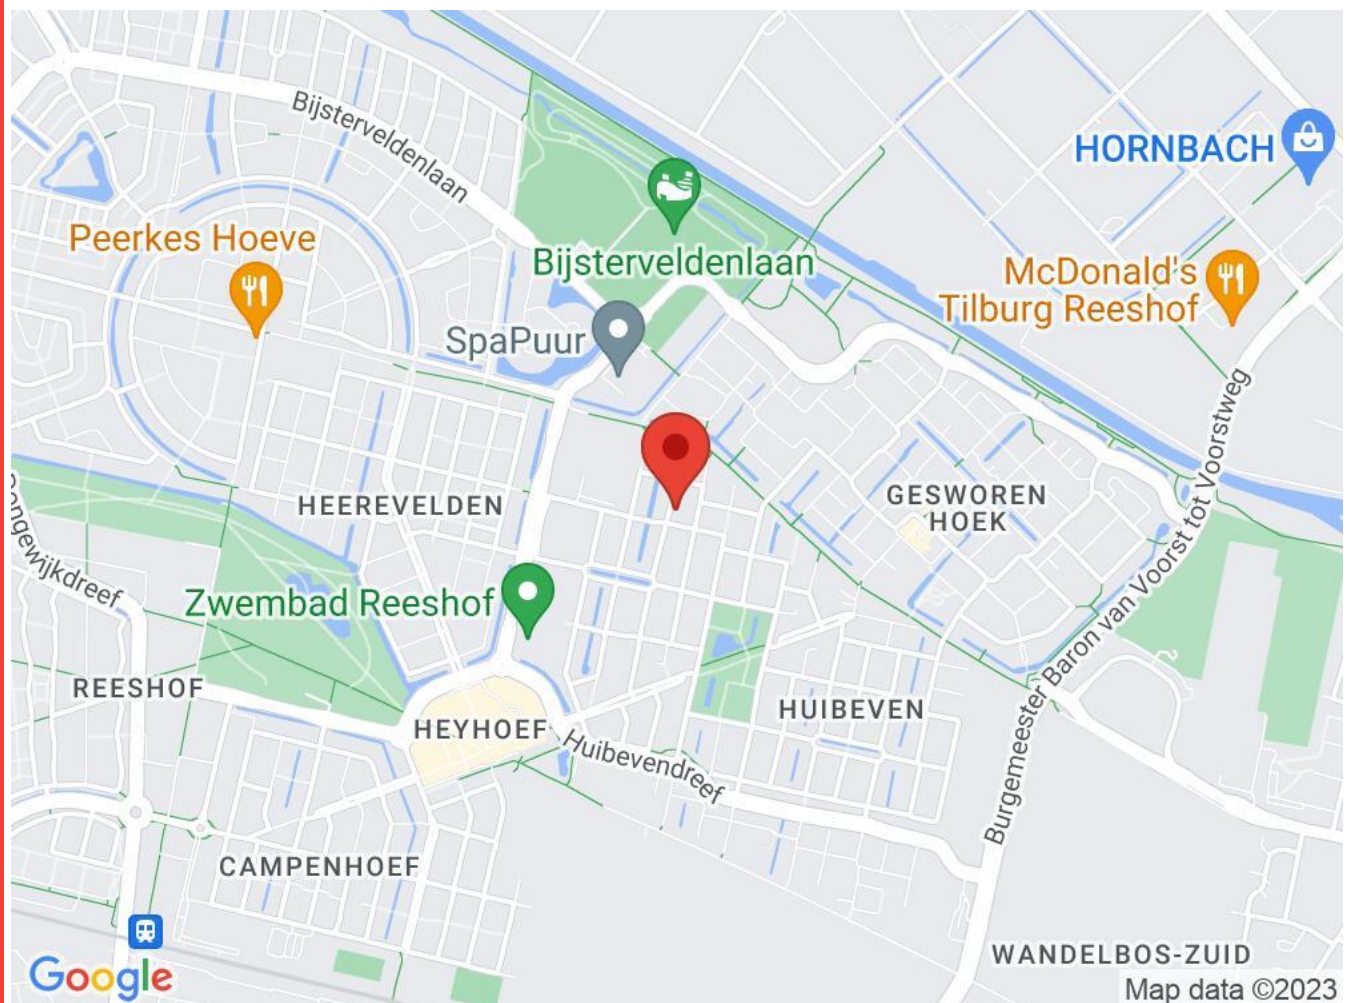 Bijsterveldenlaan
HORNBACH
Peerkes Hoeve
Bijsterveldenlaan
McDonald's
Tilburg Reeshof
SpaPuur
Burgemeester Baron van Voorst tot Voorstweg
HEEREVELDEN
GESWOREN
HOEK
Dongewijkdreef
Zwembad Reeshof
REESHOF
HEYHOEF
HUIBEVEN
Huibevendreef
CAMPENHOEF
WANDELBOS-ZUID
Google
Map data ©2023